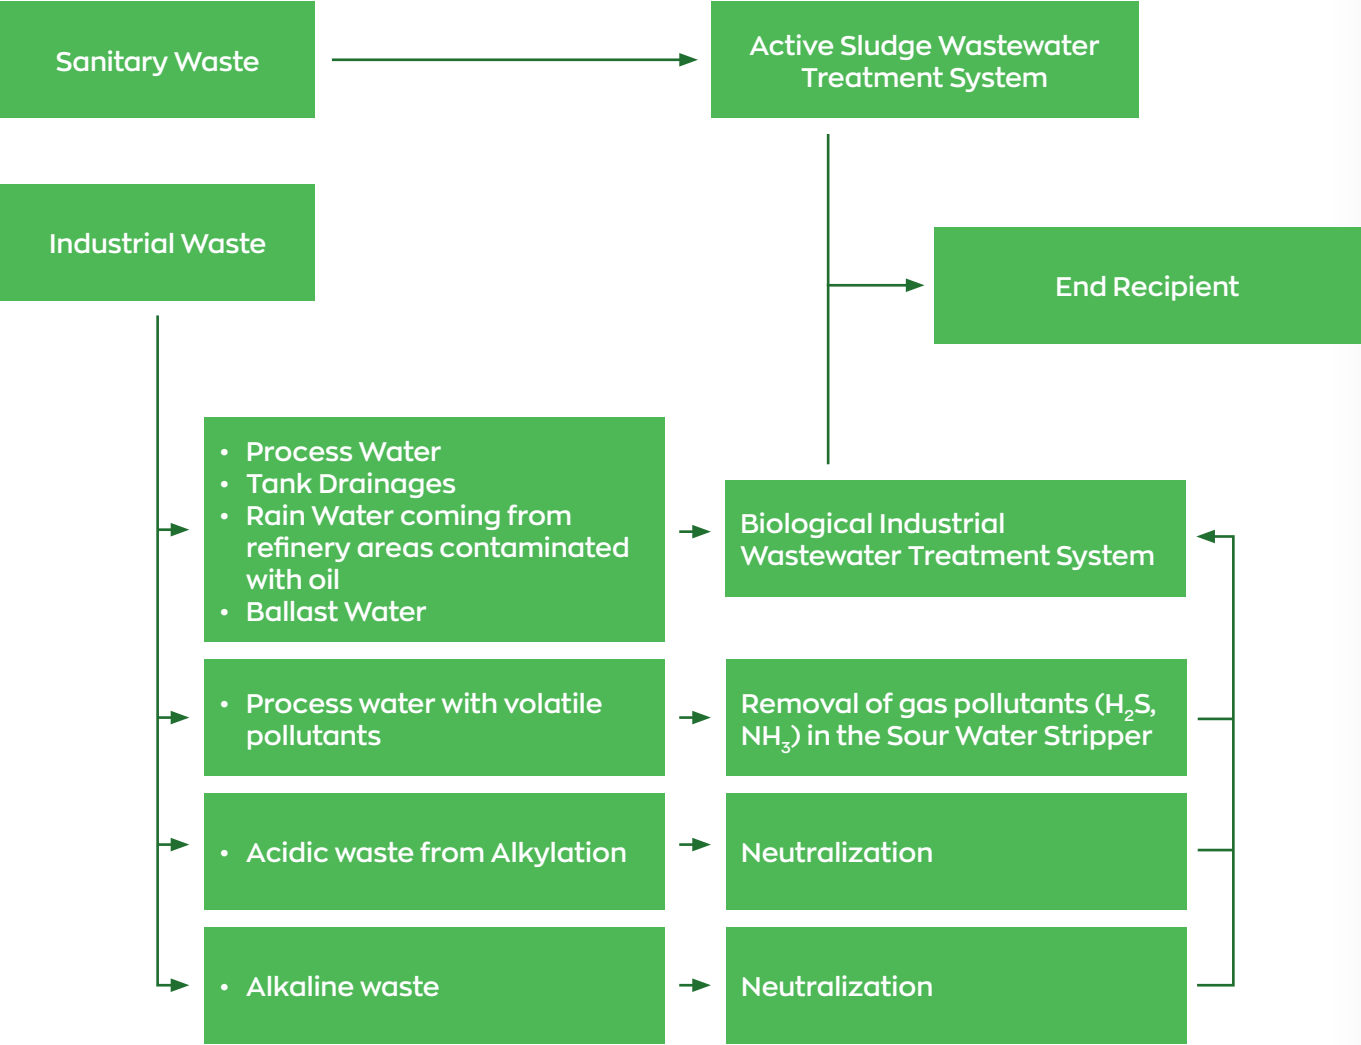 Sanitary Waste
Active Sludge Wastewater
Treatment System
Industrial Waste
End Recipient
• Process Water
• Tank Drainages
• Rain Water coming from
refinery areas contaminated
with oil
• Ballast Water
Biological Industrial
Wastewater Treatment System
• Process water with volatile
pollutants
Removal of gas pollutants (H₂S,
NH₃) in the Sour Water Stripper
• Acidic waste from Alkylation
Neutralization
• Alkaline waste
Neutralization